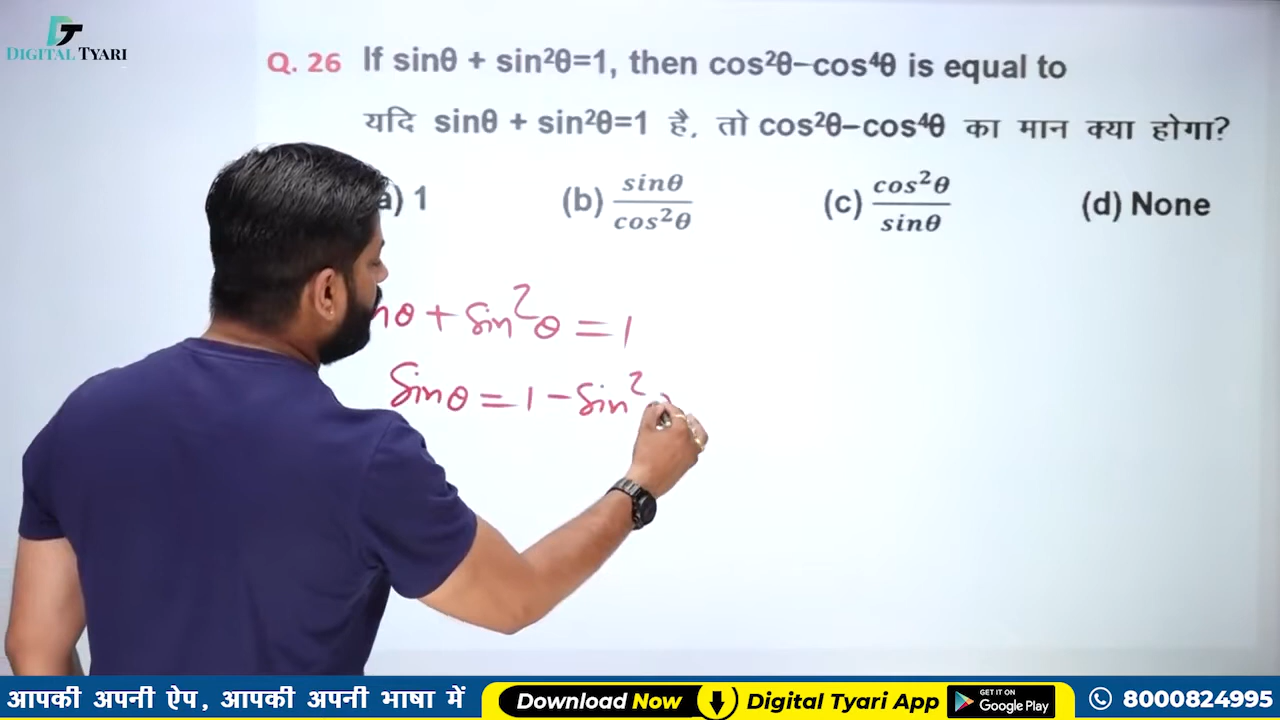 DIGITAL TYARI
Q. 26 If sinθ + sin²θ=1, then cos²θ−cos⁴θ is equal to
यदि sinθ + sin²θ=1 है, तो cos²θ−cos⁴θ का मान क्या होगा?
a) 1 (b) sinθ/cos²θ (c) cos²θ/sinθ (d) None
nθ + sin²θ = 1
Sinθ = 1 − sin²
आपकी अपनी ऐप, आपकी अपनी भाषा में Download Now Digital Tyari App GET IT ON Google Play 8000824995